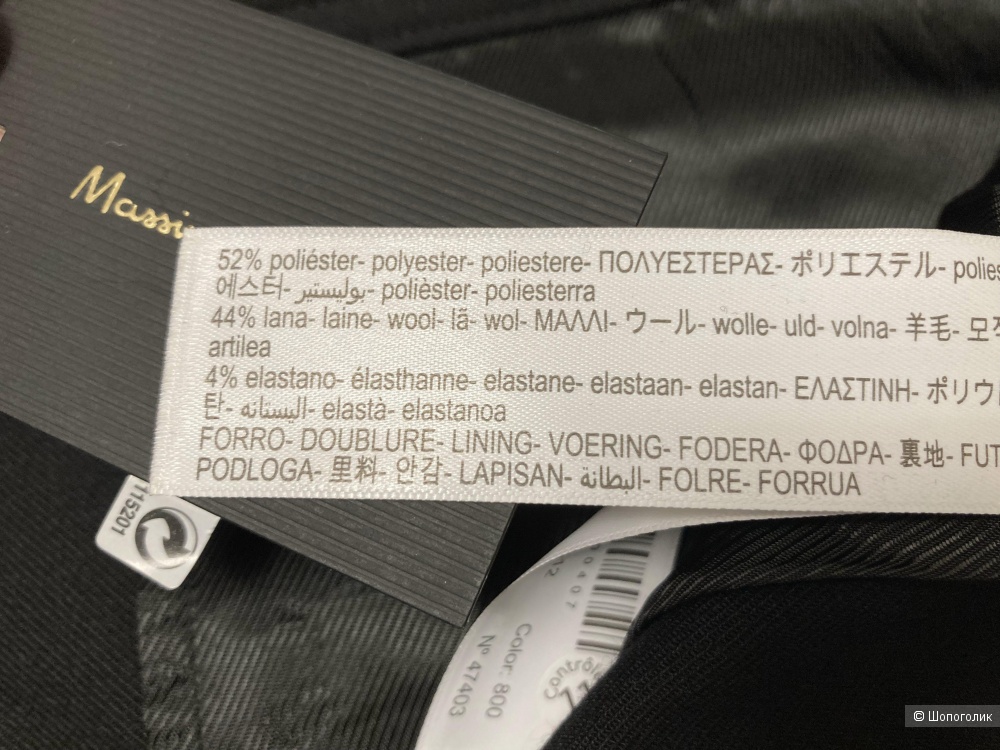 Massi
52% poliéster- polyester- poliestere- ΠΟΛΥΕΣΤΕΡΑΣ- ポリエステル- polies
에스터- بوليستير- polièster- poliesterra
44% lana- laine- wool- lã- wol- ΜΑΛΛΙ- ウール- wolle- uld- volna- 羊毛- 모직
artilea
4% elastano- élasthanne- elastane- elastaan- elastan- ΕΛΑΣΤΙΝΗ- ポリウ
탄- اليستانه- elastà- elastanoa
FORRO- DOUBLURE- LINING- VOERING- FODERA- ΦΟΔΡΑ- 裏地- FUT
PODLOGA- 里料- 안감- LAPISAN- البطانة- FOLRE- FORRUA
115201
Color: 800
Nº 47403
Contrôle
© Шопоголик